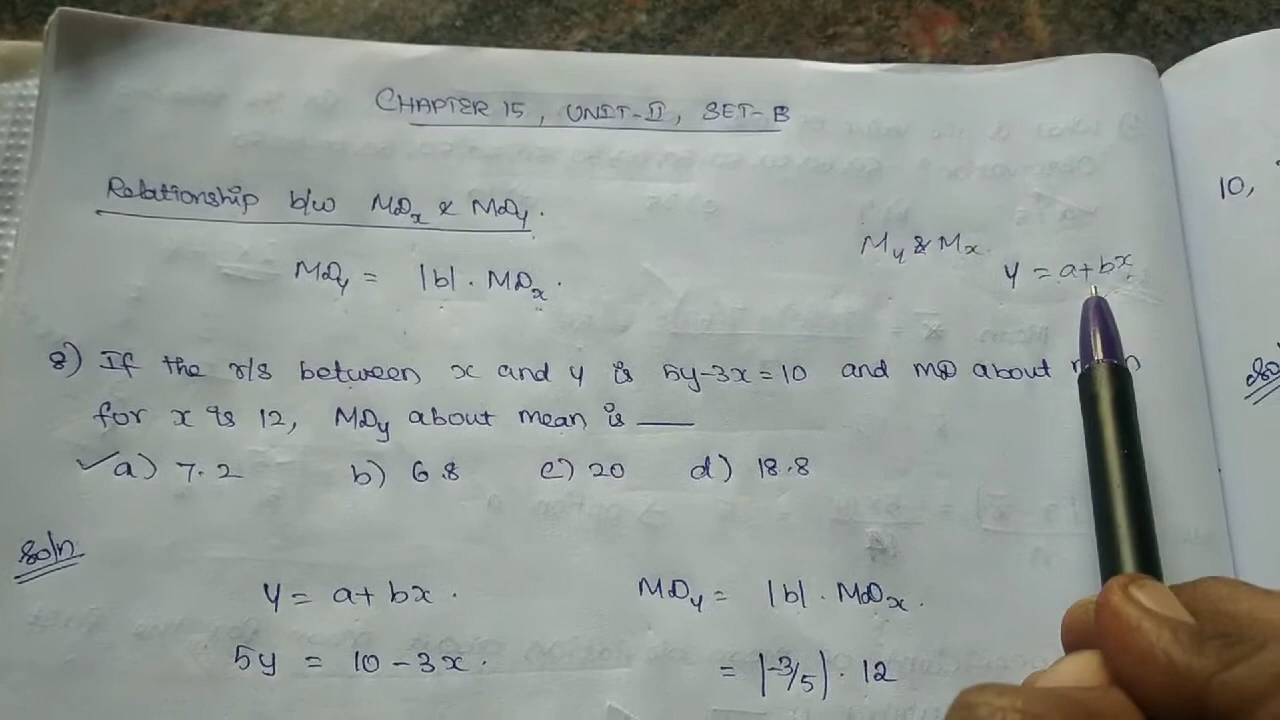 CHAPTER 15, UNIT-II, SET-B
Relationship b/w MDx & MDy.
My & Mx
y = a+bx
MDy = |b|. MDx.
8) If the r/s between x and y is 5y-3x=10 and MD about
for x is 12, MDy about mean is ___
✓a) 7.2 b) 6.8 c) 20 d) 18.8
Soln
y = a+ bx. MDy = |b|. MDx.
5y = 10 - 3x. = |-3/5|. 12
10,